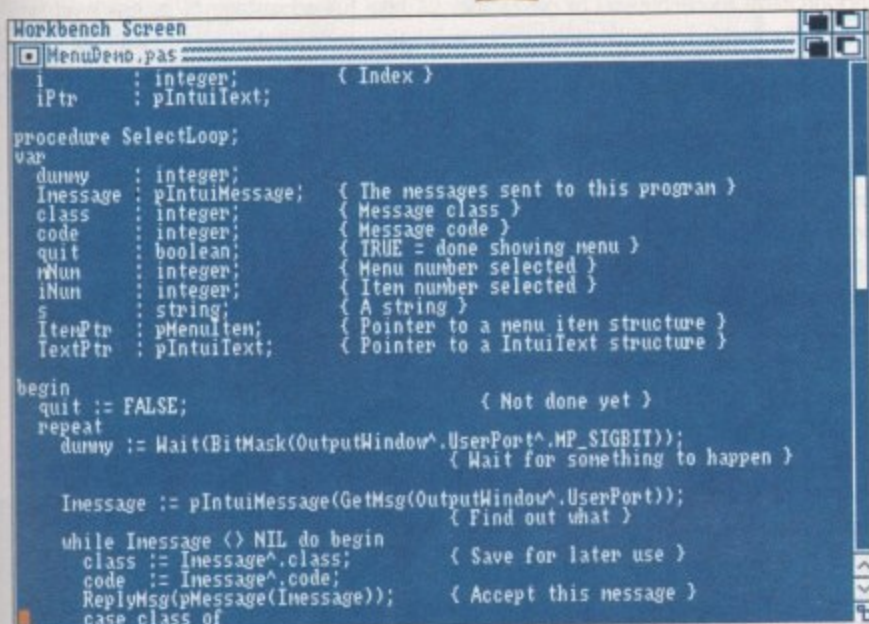 Workbench Screen
MenuDemo.pas
i : integer; { Index }
iPtr : pIntuiText;
procedure SelectLoop;
var
dummy : integer;
Imessage : pIntuiMessage; { The messages sent to this program }
class : integer; { Message class }
code : integer; { Message code }
quit : boolean; { TRUE = done showing menu }
mNum : integer; { Menu number selected }
iNum : integer; { Item number selected }
s : string; { A string }
ItemPtr : pMenuItem; { Pointer to a menu item structure }
TextPtr : pIntuiText; { Pointer to a IntuiText structure }
begin
quit := FALSE; { Not done yet }
repeat
dummy := Wait(BitMask(OutputWindow^.UserPort^.MP_SIGBIT));
{ Wait for something to happen }
Imessage := pIntuiMessage(GetMsg(OutputWindow^.UserPort));
{ Find out what }
while Imessage <> NIL do begin
class := Imessage^.class; { Save for later use }
code := Imessage^.code;
ReplyMsg(pMessage(Imessage)); { Accept this message }
case class of